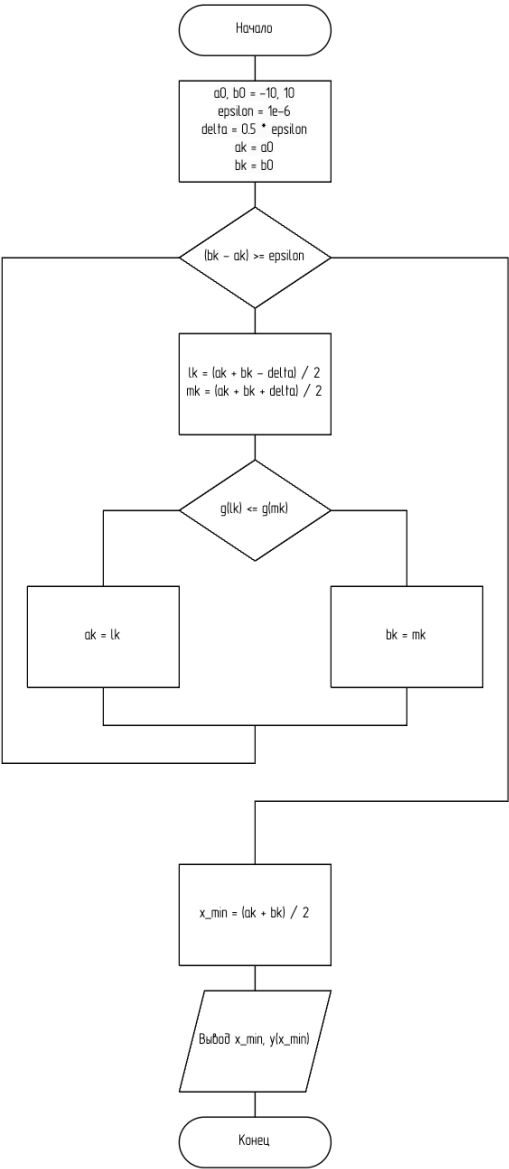 Начало
a0, b0 = -10, 10
epsilon = 1e-6
delta = 0.5 * epsilon
ak = a0
bk = b0
(bk - ak) >= epsilon
lk = (ak + bk - delta) / 2
mk = (ak + bk + delta) / 2
g(lk) <= g(mk)
ak = lk
bk = mk
x_min = (ak + bk) / 2
Вывод x_min, y(x_min)
Конец